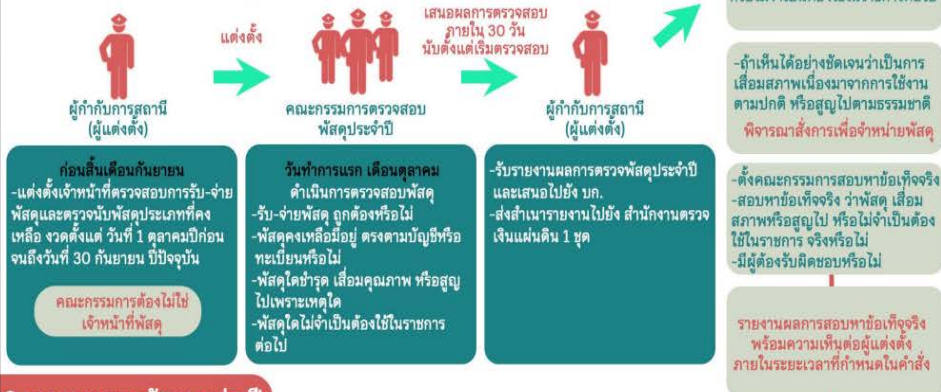 แต่งตั้ง
เสนอผลการตรวจสอบ
ภายใน 30 วัน
นับตั้งแต่เริ่มตรวจสอบ
ผู้กำกับการสถานี
(ผู้แต่งตั้ง)
คณะกรรมการตรวจสอบ
พัสดุประจำปี
ผู้กำกับการสถานี
(ผู้แต่งตั้ง)
ก่อนสิ้นเดือนกันยายน
-แต่งตั้งเจ้าหน้าที่ตรวจสอบการรับ-จ่าย
พัสดุและตรวจนับพัสดุประเภทที่คง
เหลือ งวดตั้งแต่ วันที่ 1 ตุลาคมปีก่อน
จนถึงวันที่ 30 กันยายน ปีปัจจุบัน
คณะกรรมการต้องไม่ใช่
เจ้าหน้าที่พัสดุ
วันทำการแรก เดือนตุลาคม
ดำเนินการตรวจสอบพัสดุ
-รับ-จ่ายพัสดุ ถูกต้องหรือไม่
-พัสดุคงเหลือมีอยู่ ตรงตามบัญชีหรือ
ทะเบียนหรือไม่
-พัสดุใดชำรุด เสื่อมคุณภาพ หรือสูญ
ไปเพราะเหตุใด
-พัสดุใดไม่จำเป็นต้องใช้ในราชการ
ต่อไป
-รับรายงานผลการตรวจพัสดุประจำปี
และเสนอไปยัง บก.
-ส่งสำเนารายงานไปยัง สำนักงานตรวจ
เงินแผ่นดิน 1 ชุด
-ถ้าเห็นได้อย่างชัดเจนว่าเป็นการ
เสื่อมสภาพเนื่องมาจากการใช้งาน
ตามปกติ หรือสูญไปตามธรรมชาติ
พิจารณาสั่งการเพื่อจำหน่ายพัสดุ
-ตั้งคณะกรรมการสอบหาข้อเท็จจริง
-สอบหาข้อเท็จจริง ว่าพัสดุ เสื่อม
สภาพหรือสูญไป หรือไม่จำเป็นต้อง
ใช้ในราชการ จริงหรือไม่
-มีผู้ต้องรับผิดชอบหรือไม่
รายงานผลการสอบหาข้อเท็จจริง
พร้อมความเห็นต่อผู้แต่งตั้ง
ภายในระยะเวลาที่กำหนดในคำสั่ง